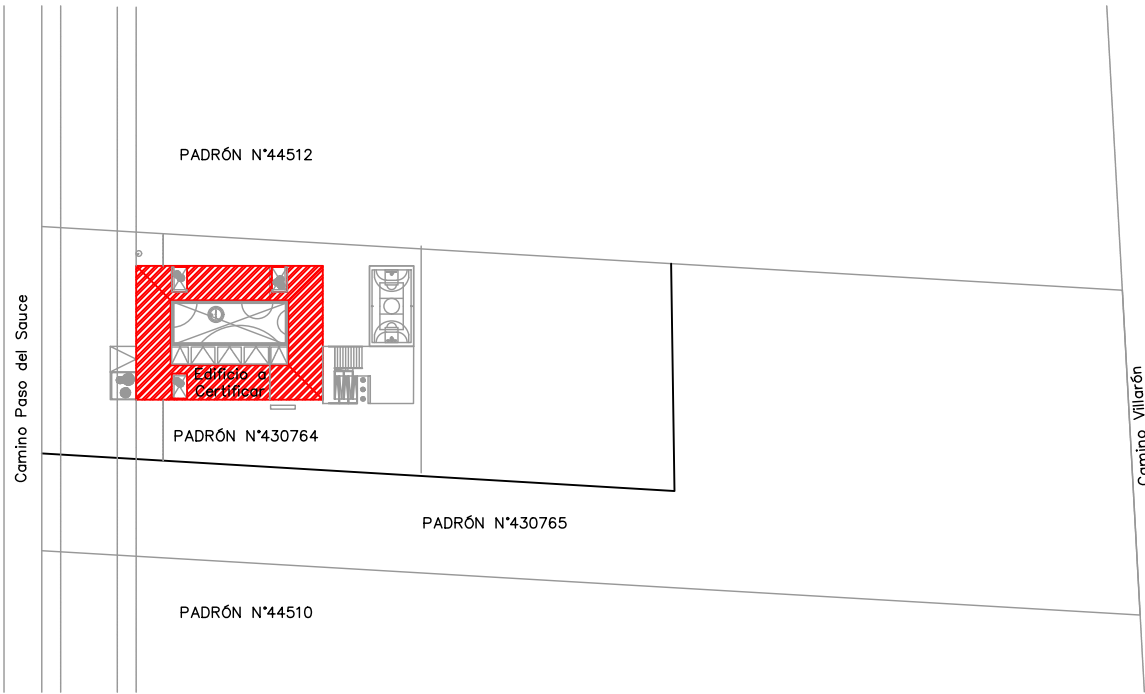 PADRÓN N°44512
Camino Paso del Sauce
Edificio a
Certificar
PADRÓN N°430764
Camino Villarón
PADRÓN N°430765
PADRÓN N°44510